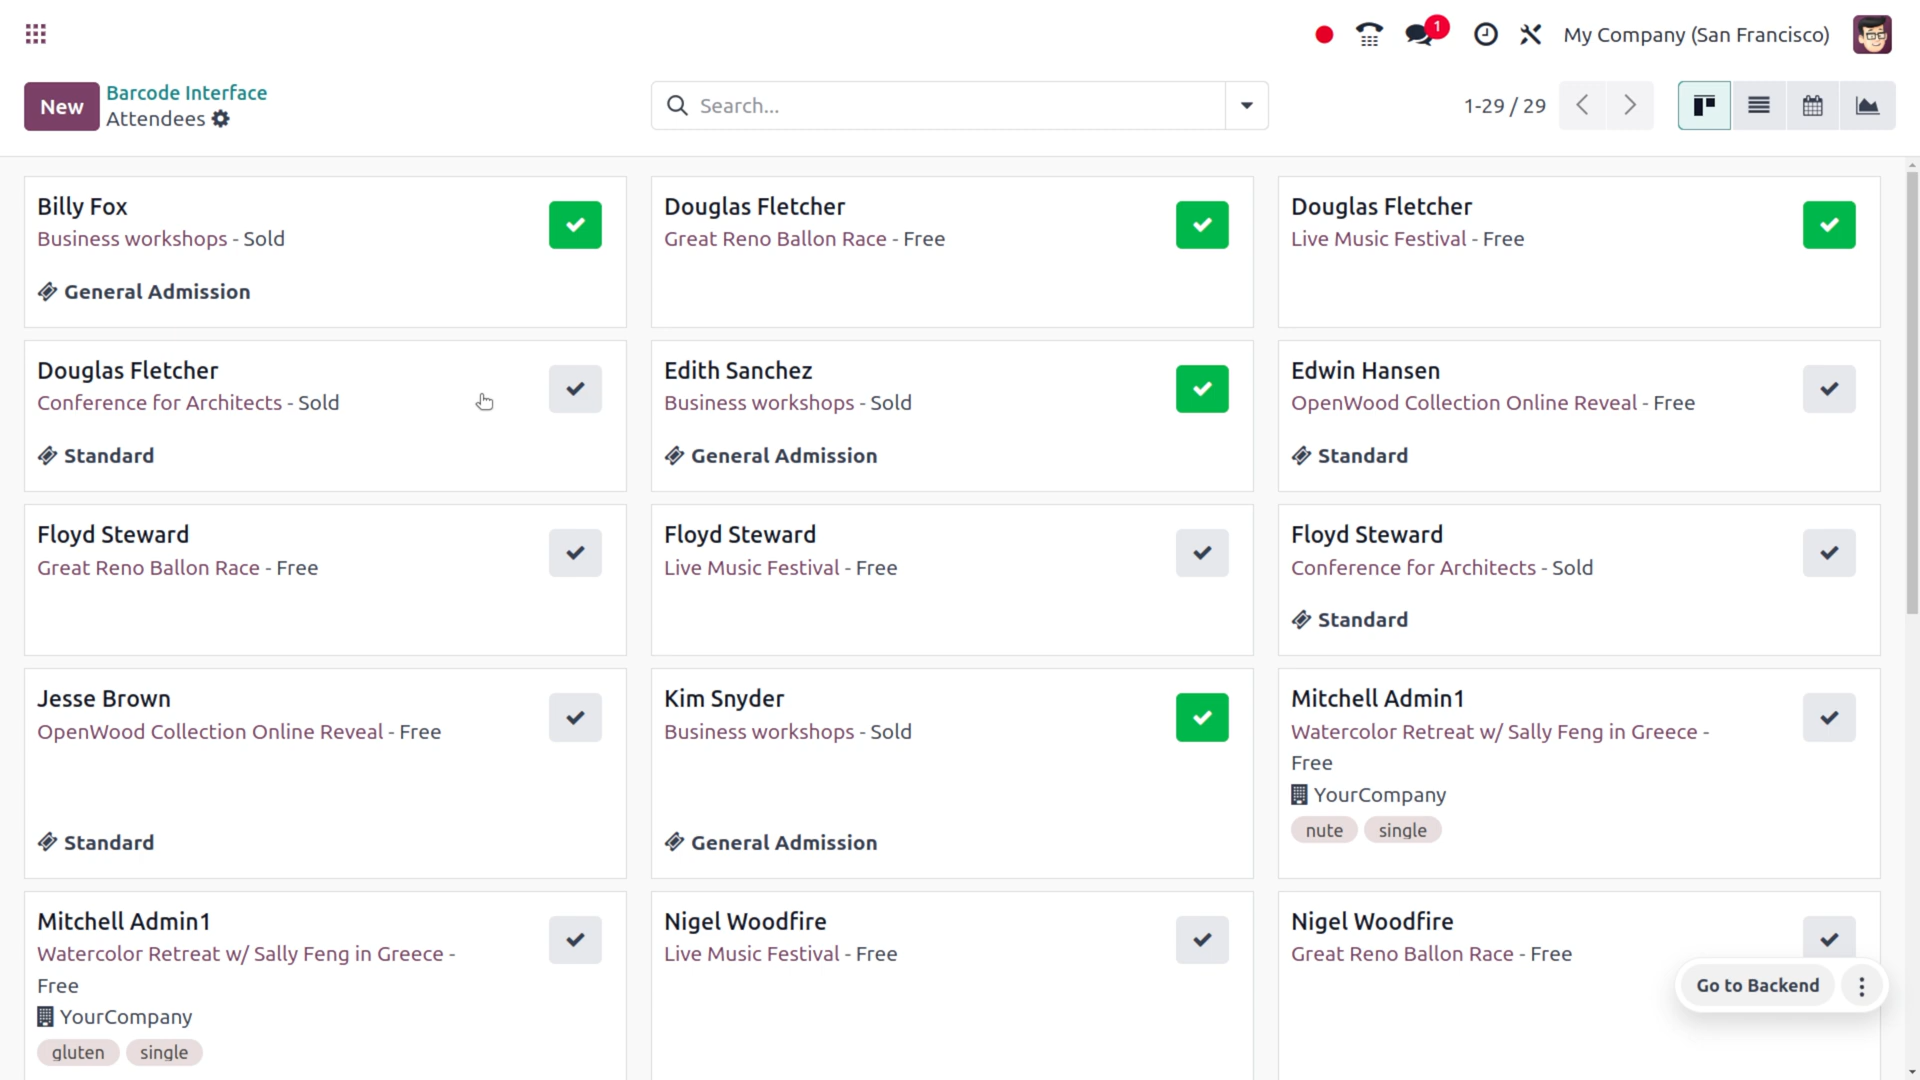 1
My Company (San Francisco)
New
Barcode Interface
Attendees
Search...
1-29 / 29
Billy Fox
Business workshops - Sold
General Admission
Douglas Fletcher
Great Reno Ballon Race - Free
Douglas Fletcher
Live Music Festival - Free
Douglas Fletcher
Conference for Architects - Sold
Standard
Edith Sanchez
Business workshops - Sold
General Admission
Edwin Hansen
OpenWood Collection Online Reveal - Free
Standard
Floyd Steward
Great Reno Ballon Race - Free
Floyd Steward
Live Music Festival - Free
Floyd Steward
Conference for Architects - Sold
Standard
Jesse Brown
OpenWood Collection Online Reveal - Free
Standard
Kim Snyder
Business workshops - Sold
General Admission
Mitchell Admin1
Watercolor Retreat w/ Sally Feng in Greece -
Free
YourCompany
nute single
Mitchell Admin1
Watercolor Retreat w/ Sally Feng in Greece -
Free
YourCompany
gluten single
Nigel Woodfire
Live Music Festival - Free
Nigel Woodfire
Great Reno Ballon Race - Free
Go to Backend